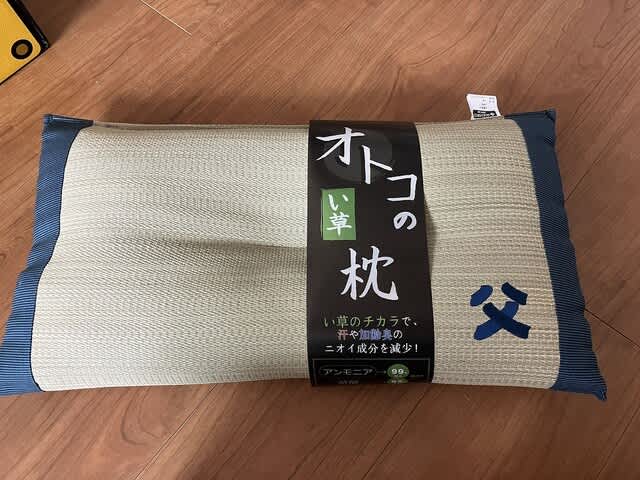 オトコの
い草
枕
い草のチカラで、
汗や加齢臭の
ニオイ成分を減少!
アンモニア→99
父